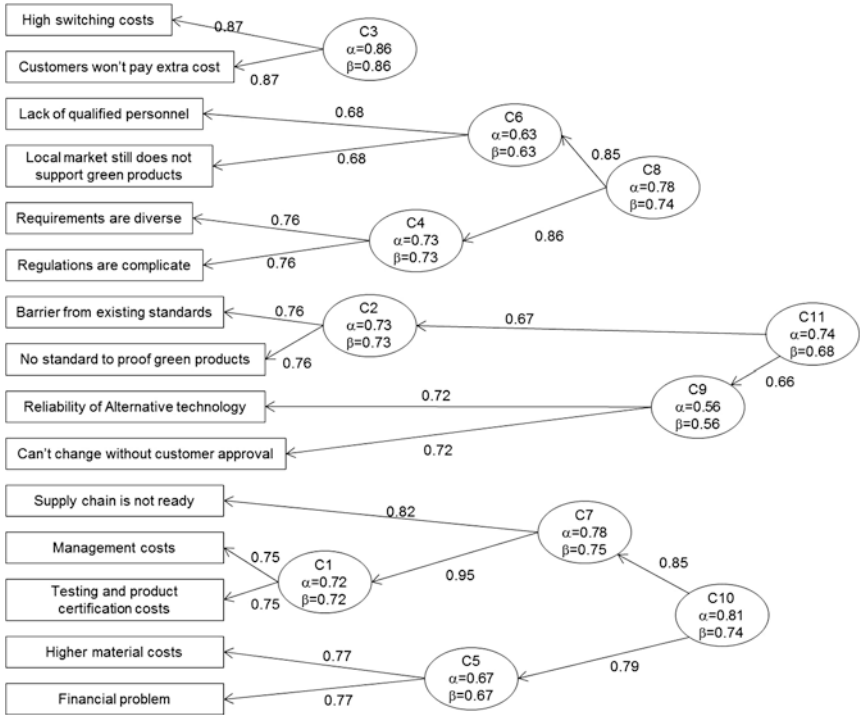 High switching costs
0.87
C3
α=0.86
β=0.86
Customers won't pay extra cost
0.87
Lack of qualified personnel
0.68
C6
α=0.63
β=0.63
Local market still does not
support green products
0.68
0.85
C8
α=0.78
β=0.74
Requirements are diverse
0.76
C4
α=0.73
β=0.73
0.86
Regulations are complicate
0.76
Barrier from existing standards
0.76
C2
α=0.73
β=0.73
0.67
C11
α=0.74
β=0.68
No standard to proof green products
0.76
0.66
Reliability of Alternative technology
0.72
C9
α=0.56
β=0.56
Can't change without customer approval
0.72
Supply chain is not ready
0.82
C7
α=0.78
β=0.75
Management costs
0.75
C1
α=0.72
β=0.72
0.95
0.85
Testing and product
certification costs
0.75
C10
α=0.81
β=0.74
Higher material costs
0.77
C5
α=0.67
β=0.67
0.79
Financial problem
0.77